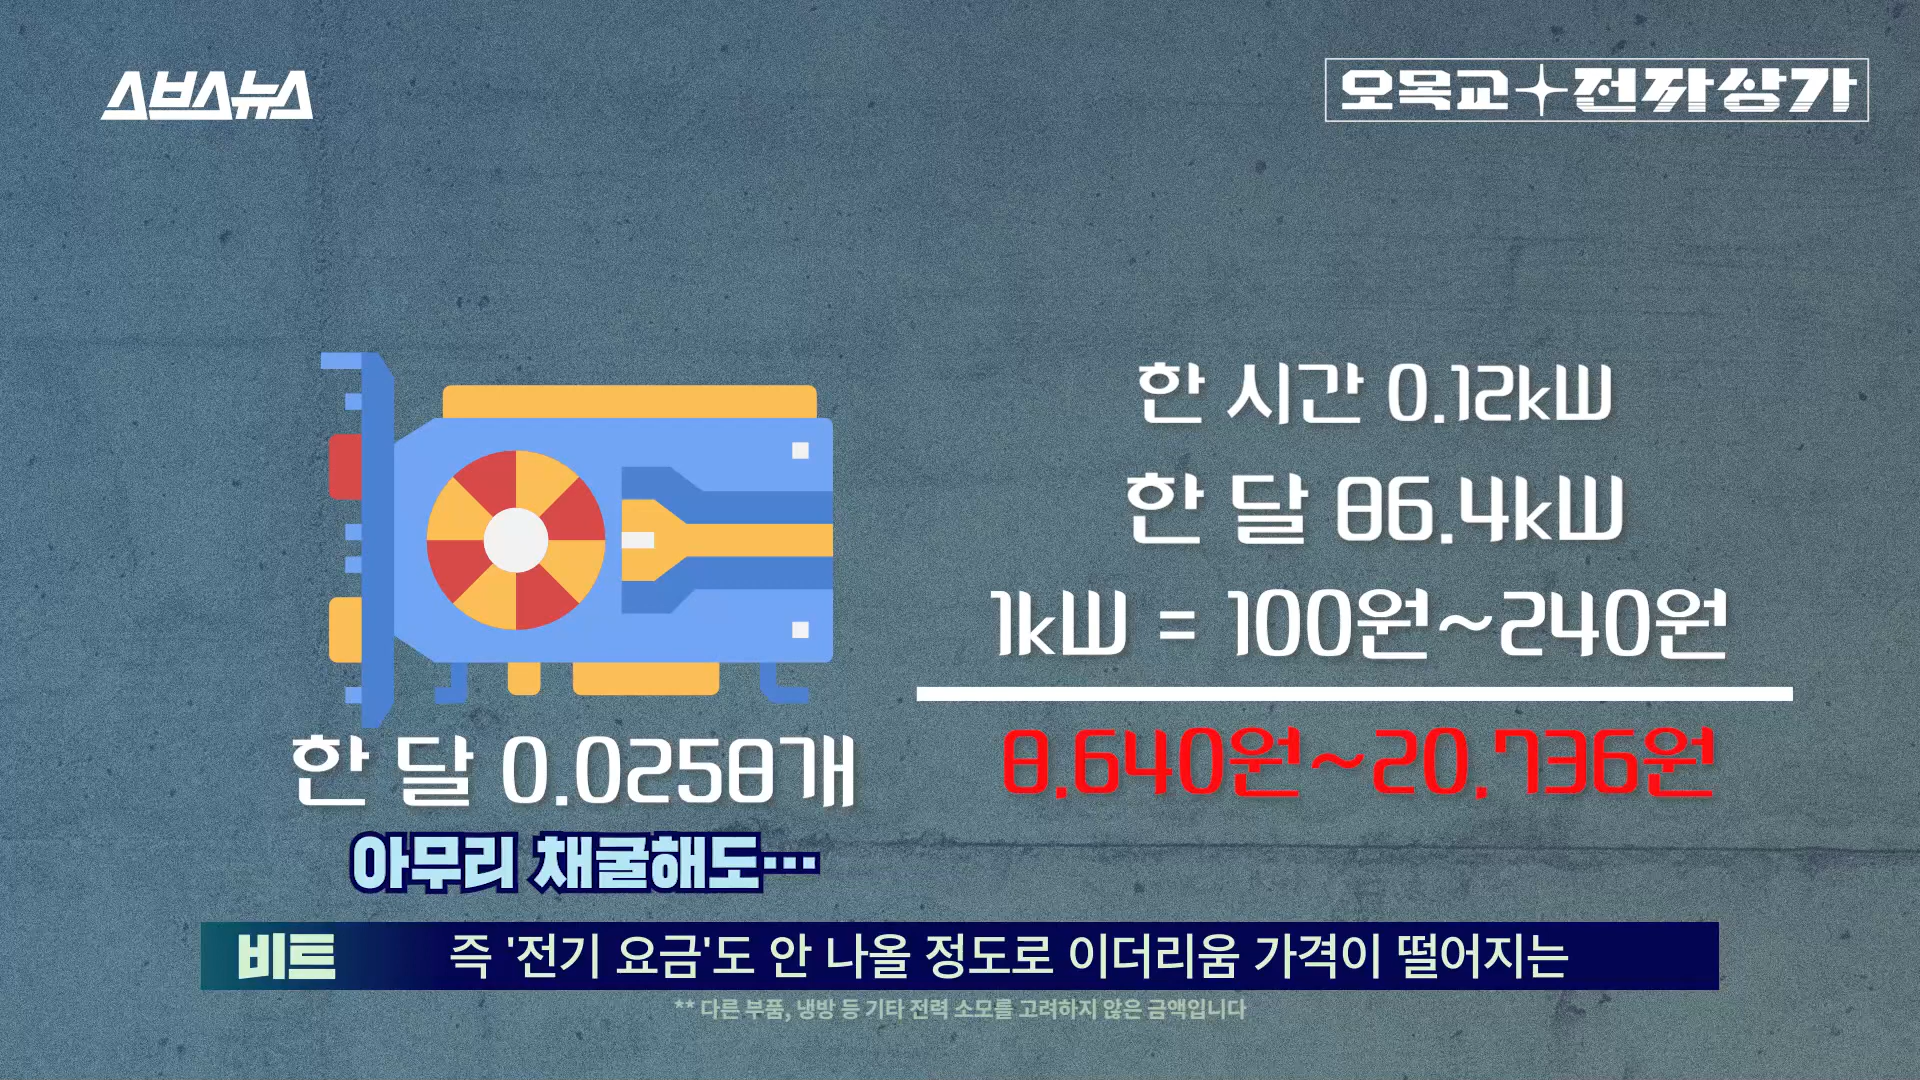 스브스뉴스
오목교 전자상가
한 시간 0.12kW
한 달 86.4kW
1kW = 100원~240원
8.640원~20.736원
한 달 0.0258개
아무리 채굴해도…
비트 즉 '전기 요금'도 안 나올 정도로 이더리움 가격이 떨어지는
** 다른 부품, 냉방 등 기타 전력 소모를 고려하지 않은 금액입니다